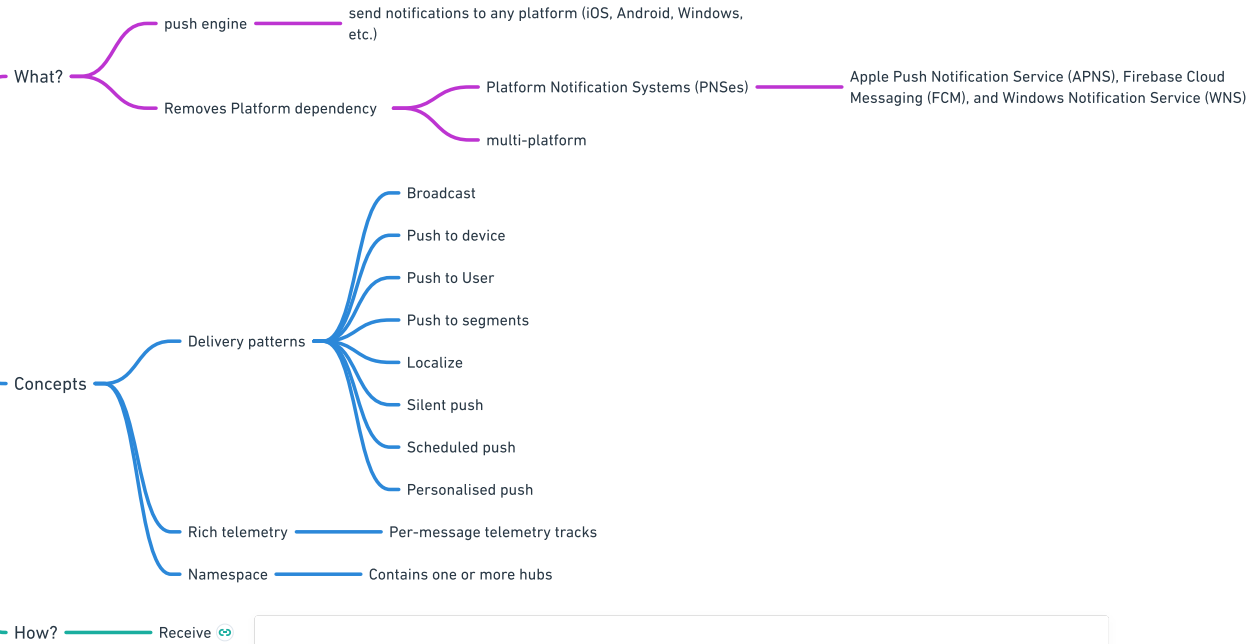 What?
push engine
send notifications to any platform (iOS, Android, Windows,
etc.)
Removes Platform dependency
Platform Notification Systems (PNSes)
Apple Push Notification Service (APNS), Firebase Cloud
Messaging (FCM), and Windows Notification Service (WNS)
multi-platform
Concepts
Delivery patterns
Broadcast
Push to device
Push to User
Push to segments
Localize
Silent push
Scheduled push
Personalised push
Rich telemetry
Per-message telemetry tracks
Namespace
Contains one or more hubs
How?
Receive